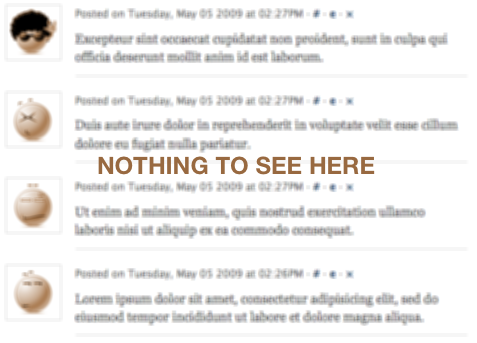 Posted on Tuesday, May 05 2009 at 02:27PM · # · e · x
Excepteur sint occaecat cupidatat non proident, sunt in culpa qui
officia deserunt mollit anim id est laborum.
Posted on Tuesday, May 05 2009 at 02:27PM · # · e · x
Duis aute irure dolor in reprehenderit in voluptate velit esse cillum
dolore eu fugiat nulla pariatur.
NOTHING TO SEE HERE
Posted on Tuesday, May 05 2009 at 02:27PM · # · e · x
Ut enim ad minim veniam, quis nostrud exercitation ullamco
laboris nisi ut aliquip ex ea commodo consequat.
Posted on Tuesday, May 05 2009 at 02:26PM · # · e · x
Lorem ipsum dolor sit amet, consectetur adipisicing elit, sed do
eiusmod tempor incididunt ut labore et dolore magna aliqua.